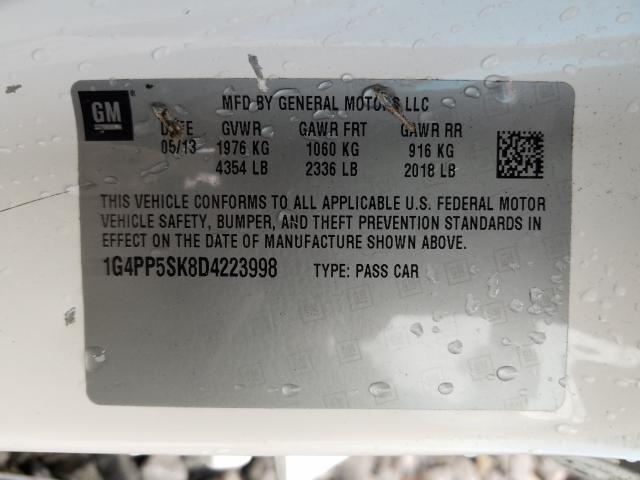 GM
MFD BY GENERAL MOTORS LLC
DATE GVWR GAWR FRT GAWR RR
05/13 1976 KG 1060 KG 916 KG
4354 LB 2336 LB 2018 LB
THIS VEHICLE CONFORMS TO ALL APPLICABLE U.S. FEDERAL MOTOR
VEHICLE SAFETY, BUMPER, AND THEFT PREVENTION STANDARDS IN
EFFECT ON THE DATE OF MANUFACTURE SHOWN ABOVE.
1G4PP5SK8D4223998 TYPE: PASS CAR